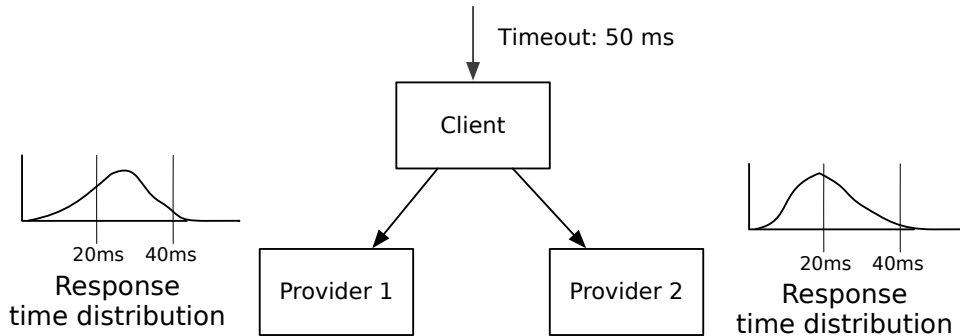 Timeout: 50 ms
Client
20ms 40ms
Response
time distribution
Provider 1
Provider 2
20ms 40ms
Response
time distribution